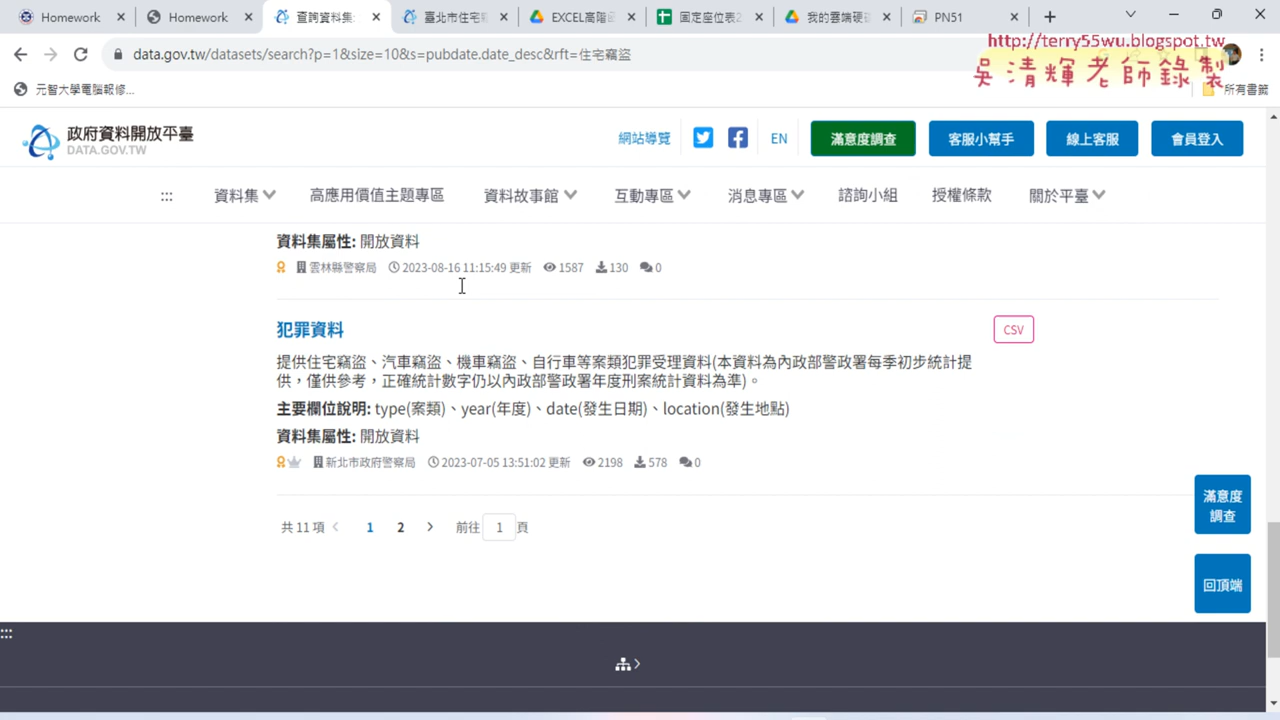 Homework
Homework
查詢資料集
臺北市住宅
EXCEL高階
固定座位表2
我的雲端硬
PN51
data.gov.tw/datasets/search?p=1&size=10&s=pubdate.date_desc&rft=住宅竊盜
http://terry55wu.blogspot.tw
吳清輝老師錄製
元智大學電腦報修...
所有書籤
政府資料開放平臺
DATA.GOV.TW
網站導覽
EN
滿意度調查
客服小幫手
線上客服
會員登入
資料集
高應用價值主題專區
資料故事館
互動專區
消息專區
諮詢小組
授權條款
關於平臺
資料集屬性: 開放資料
雲林縣警察局 2023-08-16 11:15:49 更新 1587 130 0
犯罪資料
CSV
提供住宅竊盜、汽車竊盜、機車竊盜、自行車等案類犯罪受理資料(本資料為內政部警政署每季初步統計提
供，僅供參考，正確統計數字仍以內政部警政署年度刑案統計資料為準)。
主要欄位說明: type(案類)、year(年度)、date(發生日期)、location(發生地點)
資料集屬性: 開放資料
新北市政府警察局 2023-07-05 13:51:02 更新 2198 578 0
滿意度
調查
共 11 項 1 2 前往 1 頁
回頂端